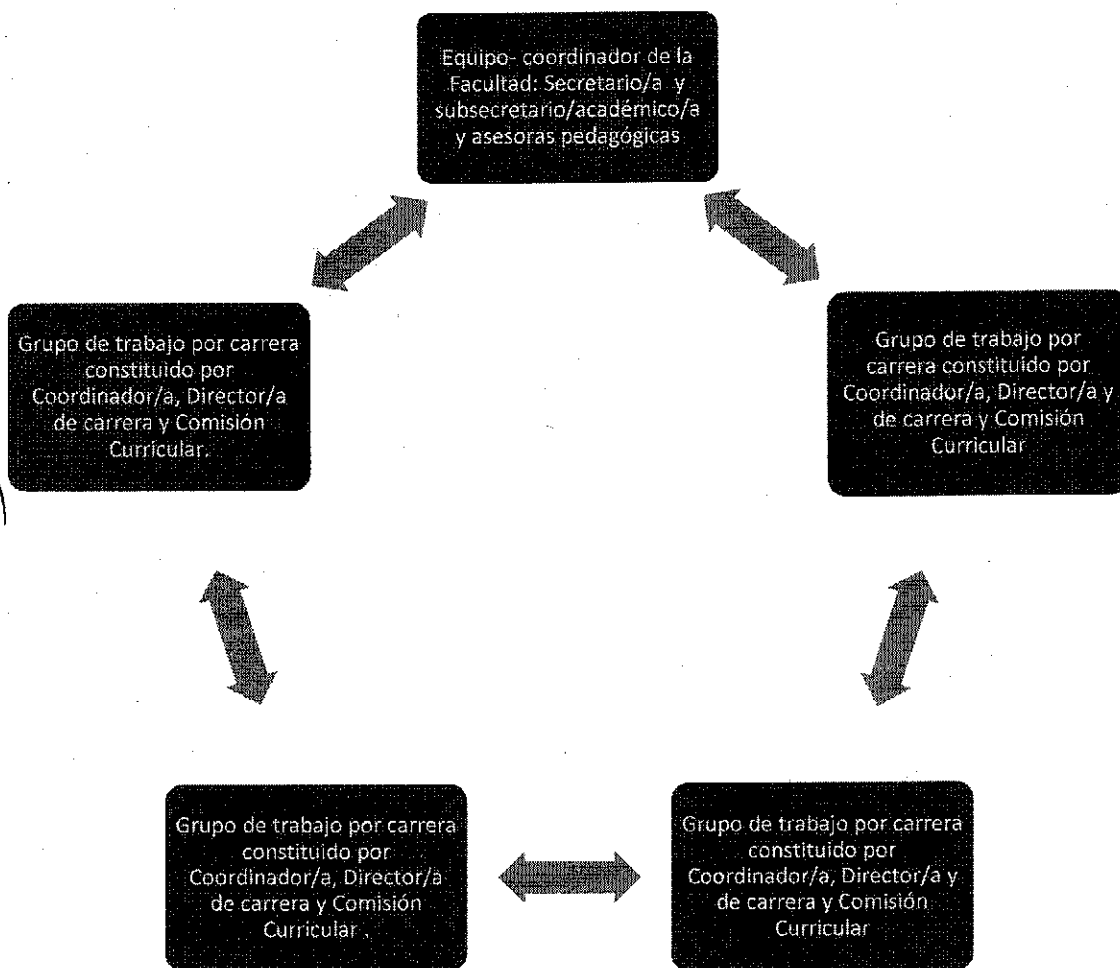 Equipo- coordinador de la
Facultad: Secretario/a y
subsecretario/académico/a
y asesoras pedagógicas
Grupo de trabajo por carrera
constituido por
Coordinador/a, Director/a
de carrera y Comisión
Curricular.
Grupo de trabajo por
carrera constituido por
Coordinador/a, Director/a y
de carrera y Comisión
Curricular
Grupo de trabajo por carrera
constituido por
Coordinador/a, Director/a
de carrera y Comisión
Curricular .
Grupo de trabajo por carrera
constituido por
Coordinador/a, Director/a y
de carrera y Comisión
Curricular